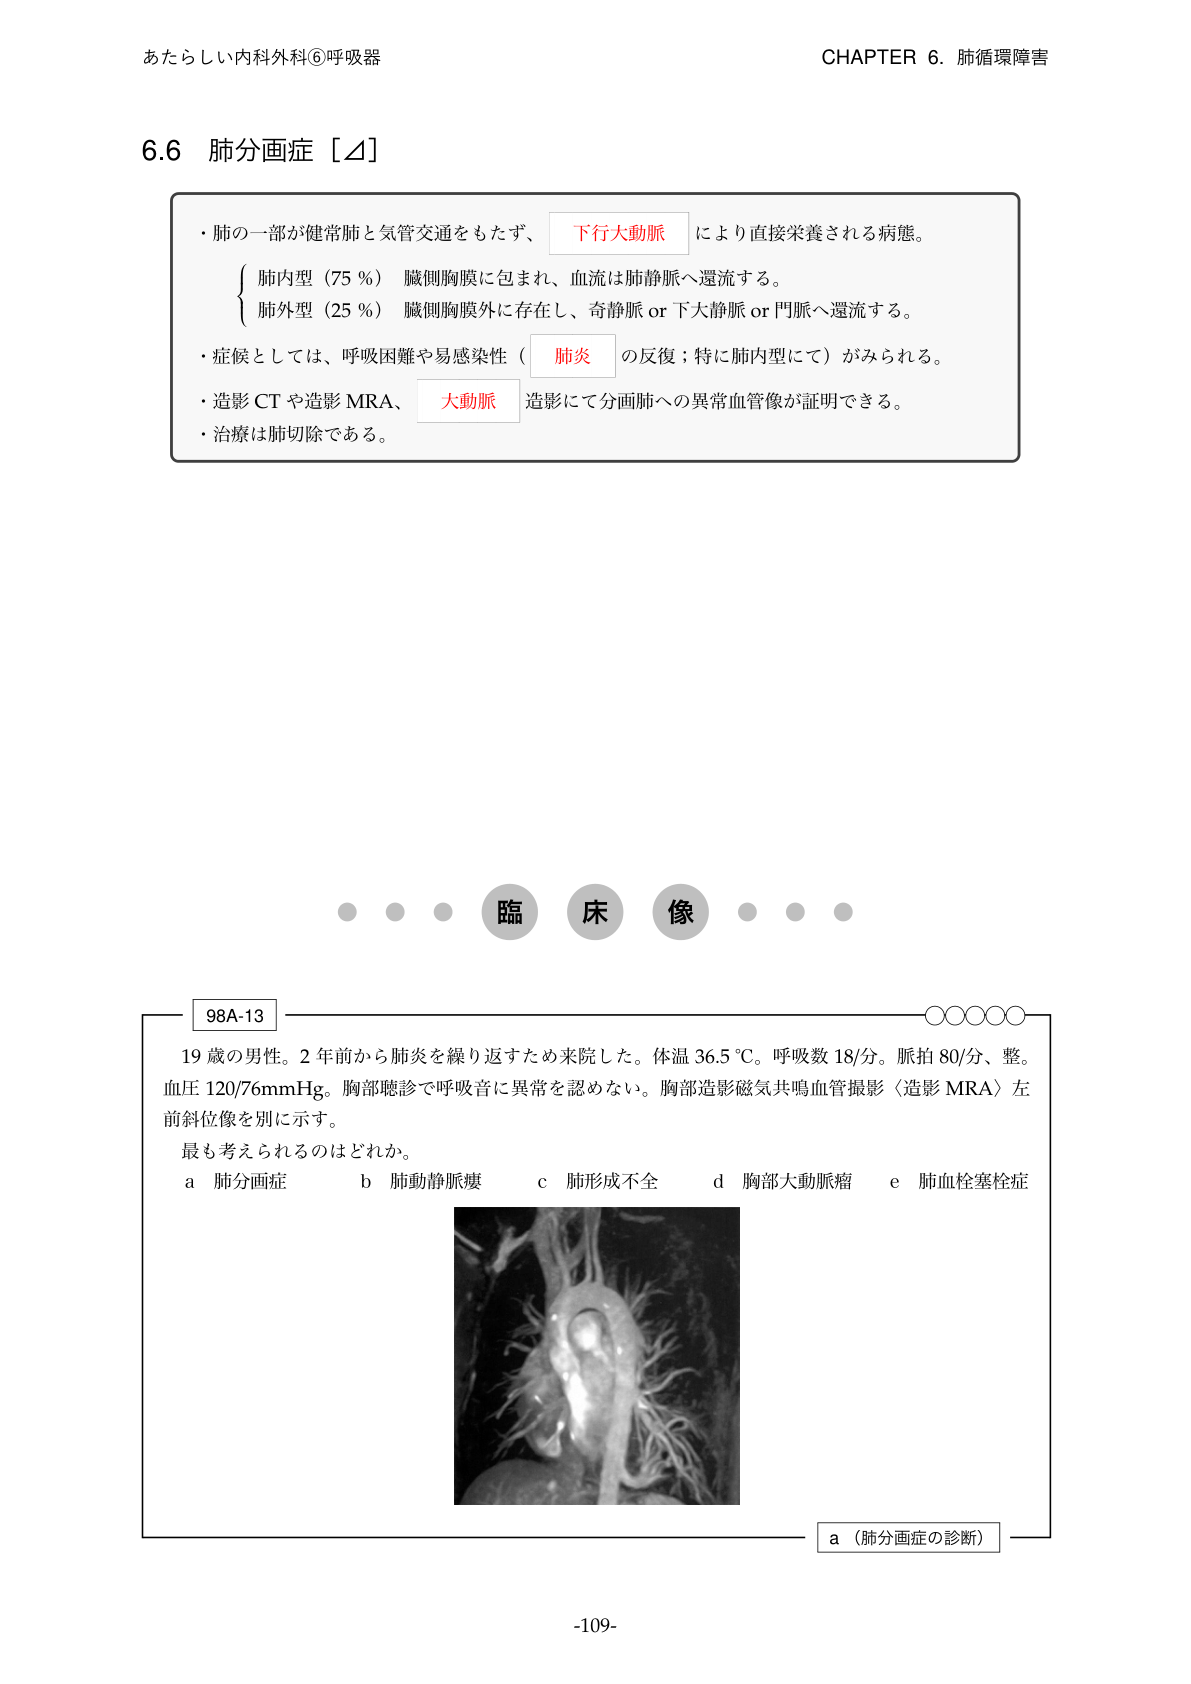 あたらしい内科外科⑥呼吸器
CHAPTER 6. 肺循環障害
6.6 肺分画症［⊿］
・肺の一部が健常肺と気管交通をもたず、 下行大動脈 により直接栄養される病態。
肺内型（75 %） 臓側胸膜に包まれ、血流は肺静脈へ還流する。
肺外型（25 %） 臓側胸膜外に存在し、奇静脈 or 下大静脈 or 門脈へ還流する。
・症候としては、呼吸困難や易感染性（ 肺炎 の反復；特に肺内型にて）がみられる。
・造影 CT や造影 MRA、 大動脈 造影にて分画肺への異常血管像が証明できる。
・治療は肺切除である。
臨 床 像
98A-13
19 歳の男性。2 年前から肺炎を繰り返すため来院した。体温 36.5 ℃。呼吸数 18/分。脈拍 80/分、整。
血圧 120/76mmHg。胸部聴診で呼吸音に異常を認めない。胸部造影磁気共鳴血管撮影〈造影 MRA〉左
前斜位像を別に示す。
最も考えられるのはどれか。
a 肺分画症 b 肺動静脈瘻 c 肺形成不全 d 胸部大動脈瘤 e 肺血栓塞栓症
a （肺分画症の診断）
-109-